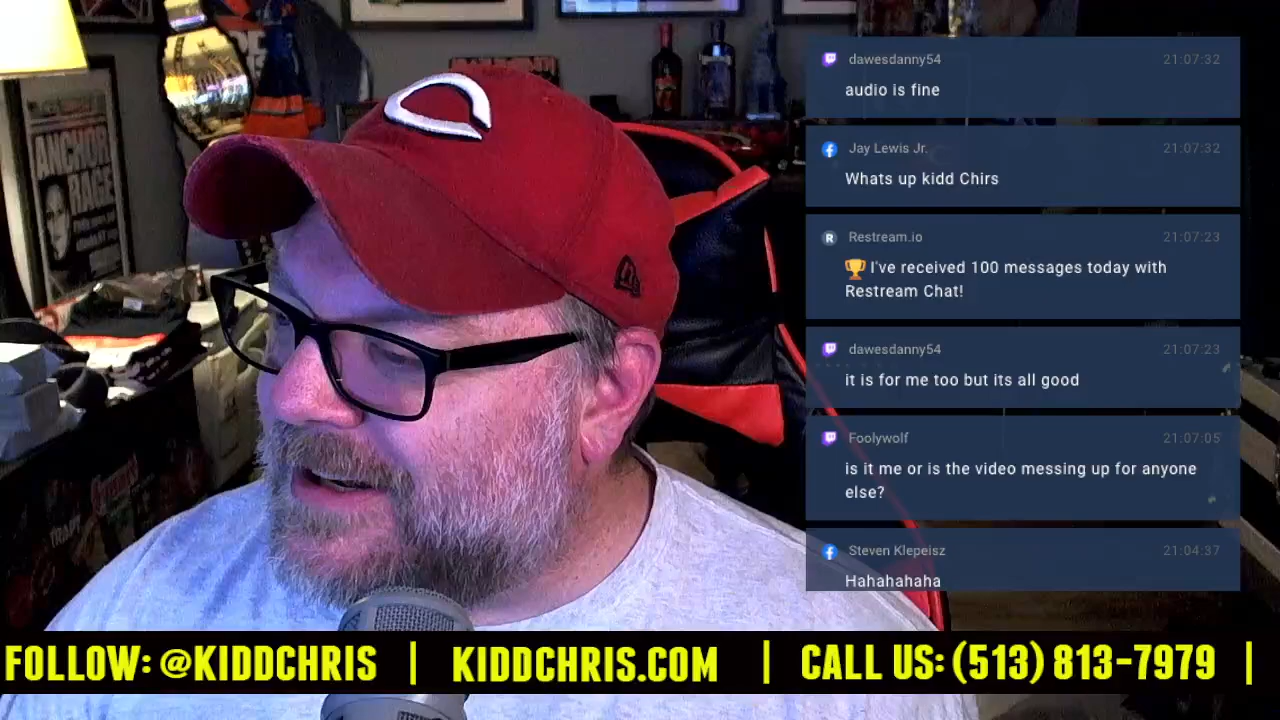 ANCHOR
RAGE
dawesdanny54 21:07:32
audio is fine
Jay Lewis Jr. 21:07:32
Whats up kidd Chirs
R Restream.io 21:07:23
🏆 I've received 100 messages today with
Restream Chat!
dawesdanny54 21:07:23
it is for me too but its all good
Foolywolf 21:07:05
is it me or is the video messing up for anyone
else?
Steven Klepeisz 21:04:37
Hahahahaha
FOLLOW: @KIDDCHRIS | KIDDCHRIS.COM | CALL US: (513) 813-7979 |